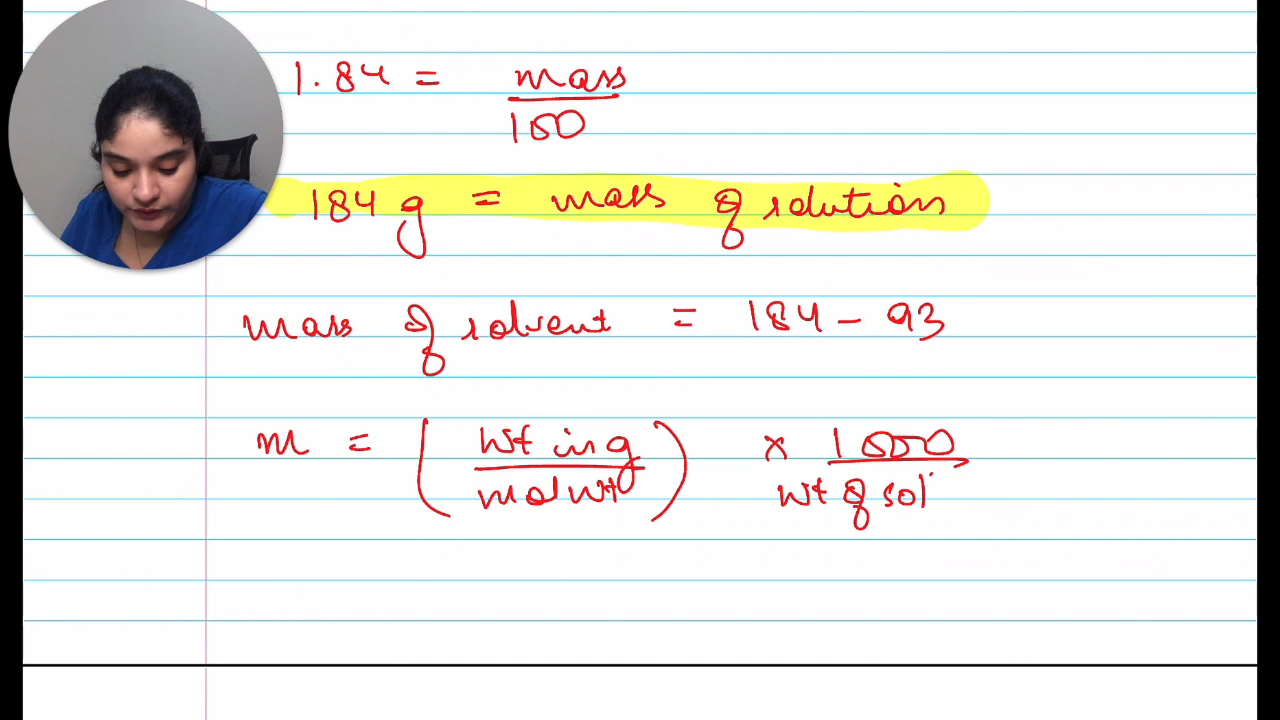 1.84 = mass
100
184 g = mass of solution
mass of solvent = 184 - 93
m = ( wt in g ) × 1000
mol wt wt of sol